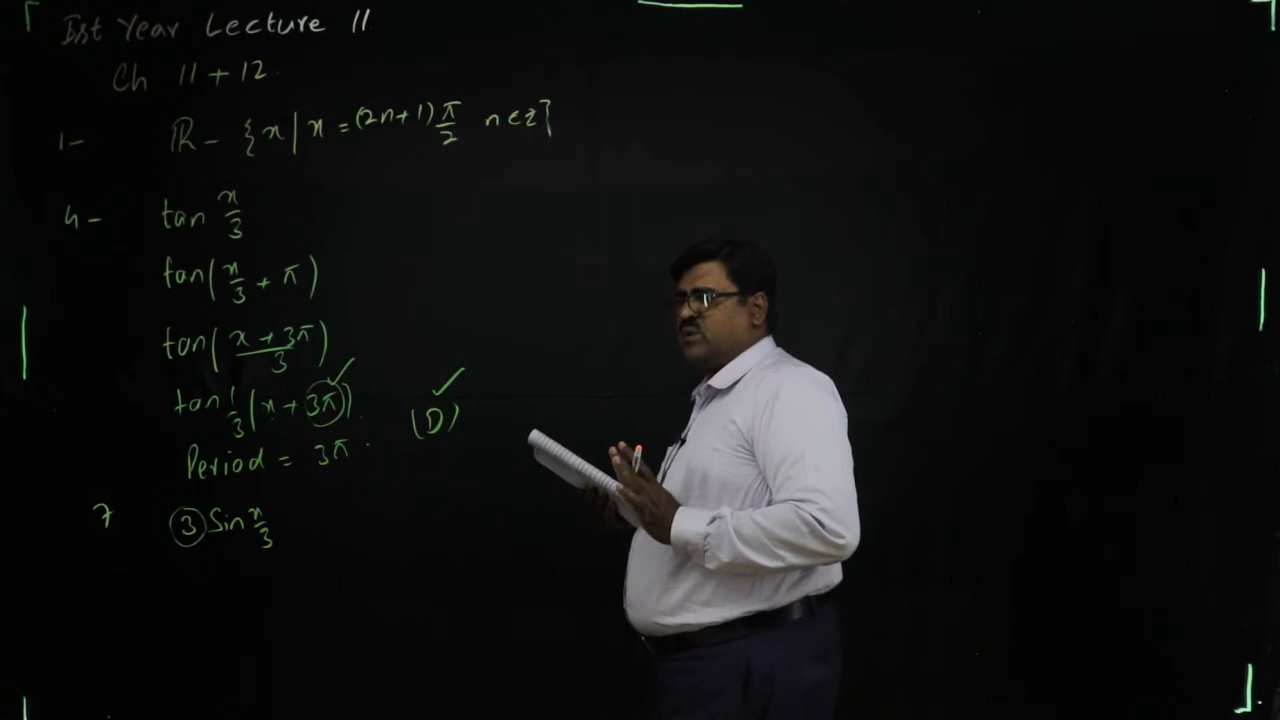 Ist Year Lecture 11
Ch 11 + 12.
1- ℝ - {x | x = (2n+1) π/2 n ∈ z}
4- tan x/3
tan(x/3 + π)
tan((x + 3π)/3)
tan 1/3 (x + 3π) ✓ (D) ✓
Period = 3π.
7 3 Sin x/3